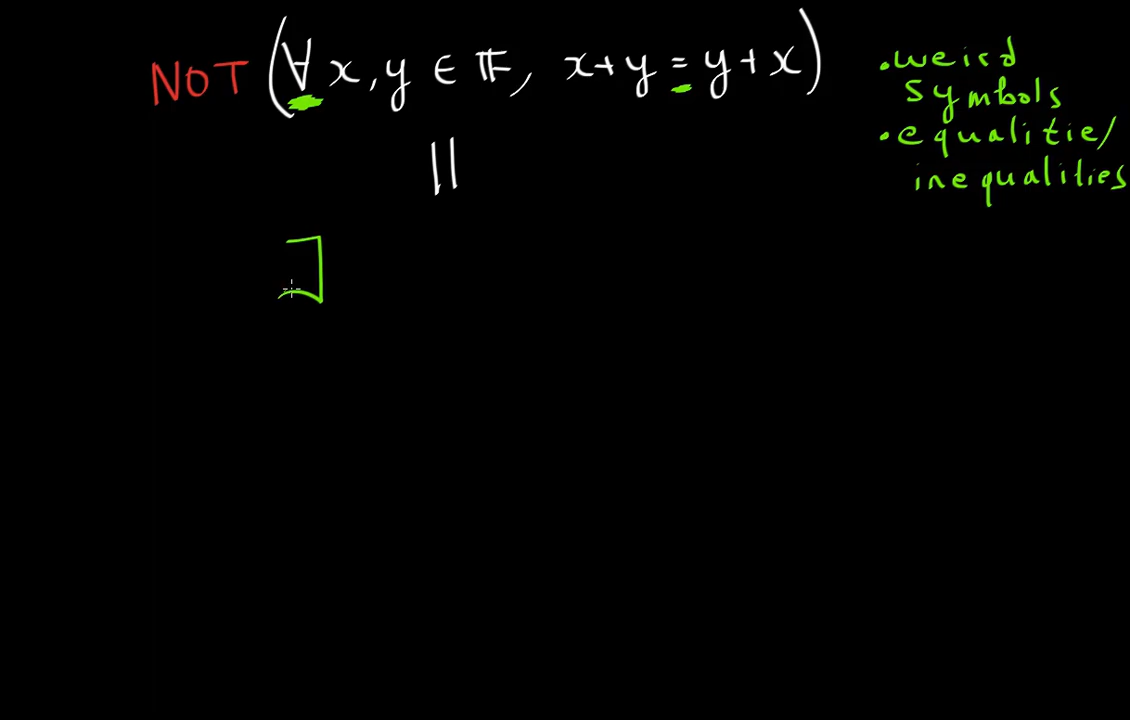 NOT (∀ x, y ∈ 𝔽, x+y = y+x)
• weird
symbols
• equalitie/
inequalities
||